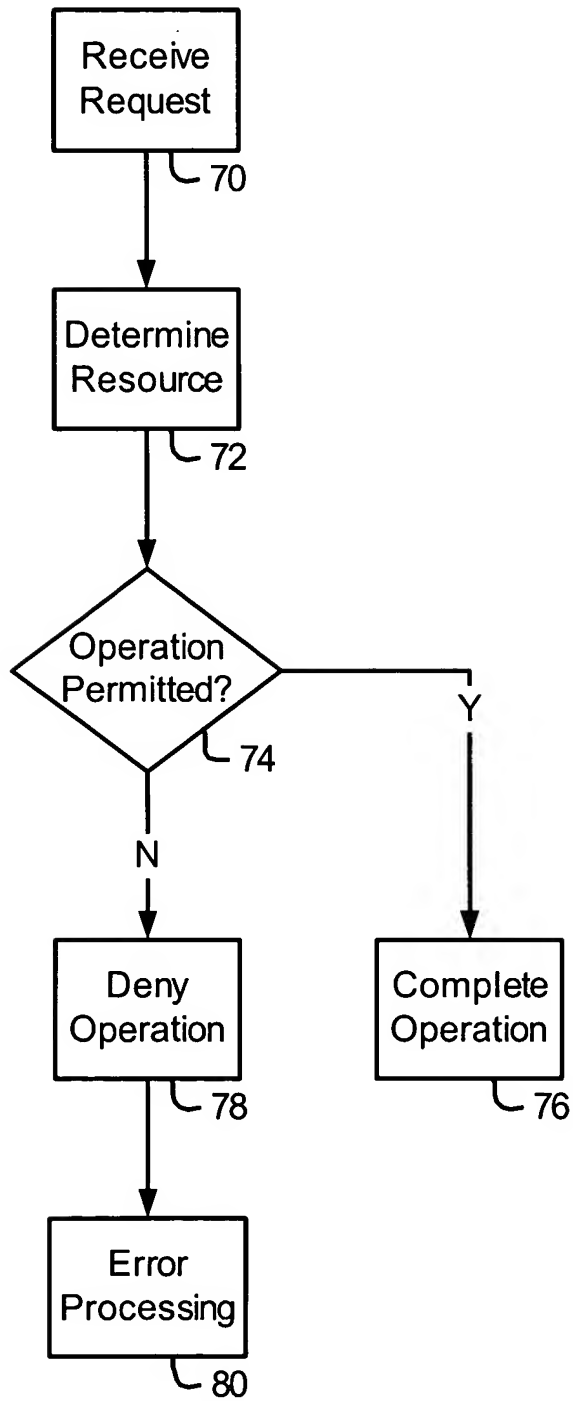 Receive
Request
70
Determine
Resource
72
Operation
Permitted?
74
Y
N
Deny
Operation
78
Complete
Operation
76
Error
Processing
80